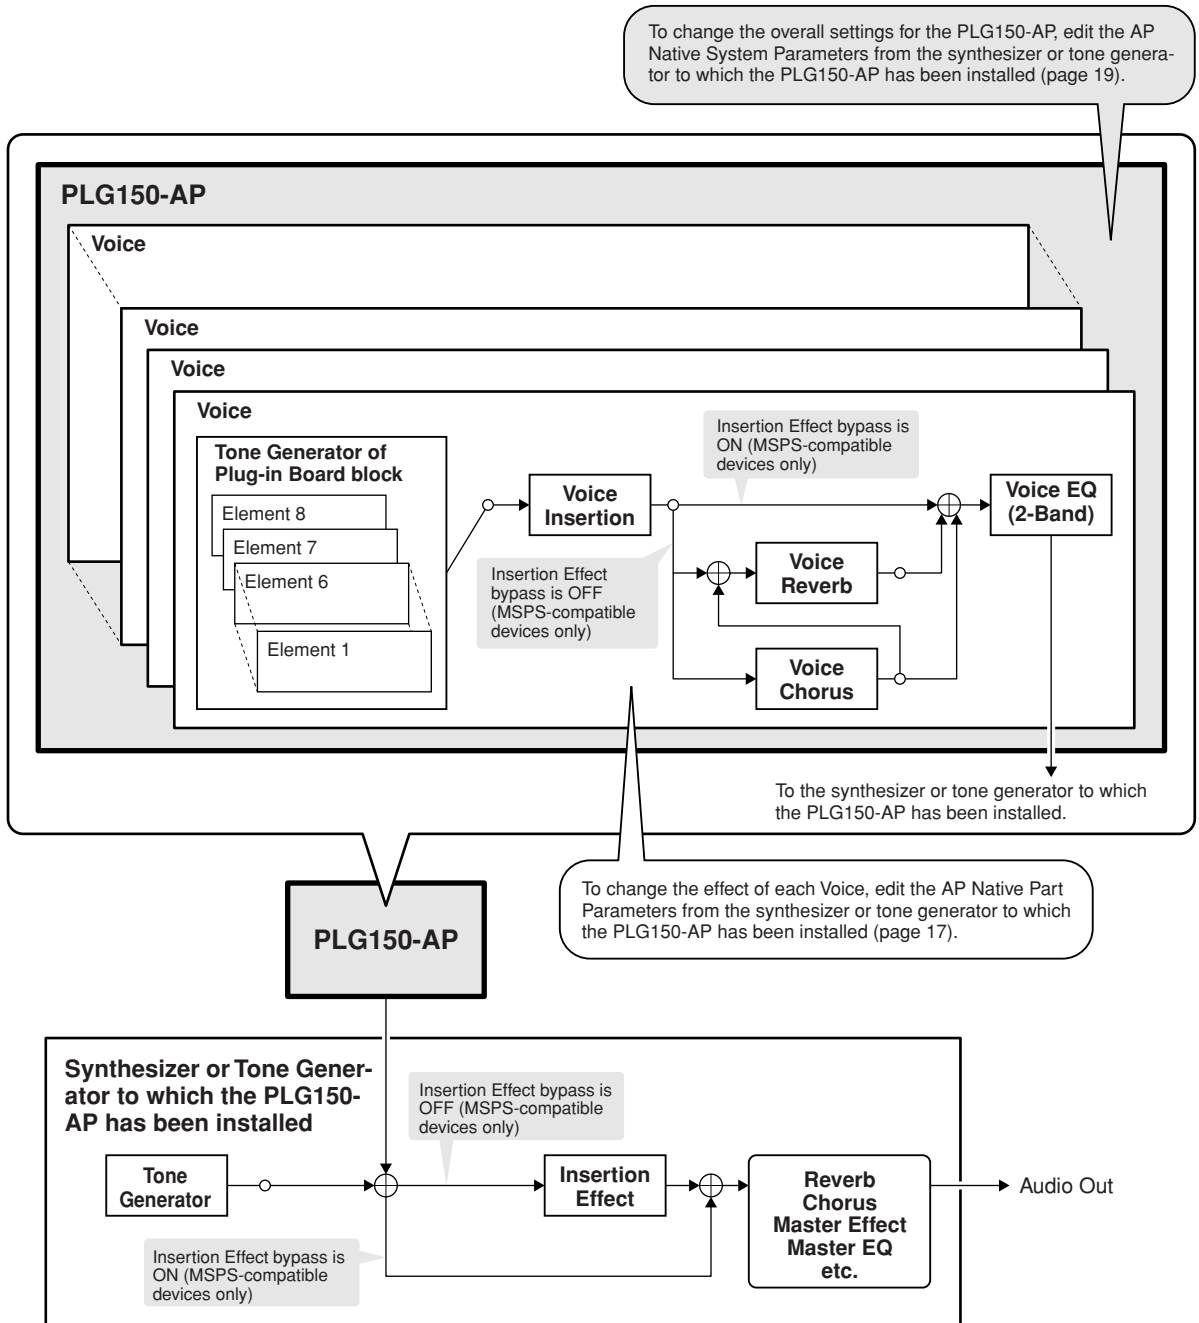 To change the overall settings for the PLG150-AP, edit the AP
Native System Parameters from the synthesizer or tone genera-
tor to which the PLG150-AP has been installed (page 19).
PLG150-AP
Voice
Voice
Voice
Voice
Tone Generator of
Plug-in Board block
Element 8
Element 7
Element 6
Element 1
Voice
Insertion
Insertion Effect bypass is
ON (MSPS-compatible
devices only)
Insertion Effect
bypass is OFF
(MSPS-compatible
devices only)
Voice
Reverb
Voice
Chorus
Voice EQ
(2-Band)
To the synthesizer or tone generator to which
the PLG150-AP has been installed.
To change the effect of each Voice, edit the AP Native Part
Parameters from the synthesizer or tone generator to which
the PLG150-AP has been installed (page 17).
PLG150-AP
Synthesizer or Tone Gener-
ator to which the PLG150-
AP has been installed
Insertion Effect bypass is
OFF (MSPS-compatible
devices only)
Tone
Generator
Insertion
Effect
Reverb
Chorus
Master Effect
Master EQ
etc.
Audio Out
Insertion Effect bypass is
ON (MSPS-compatible
devices only)